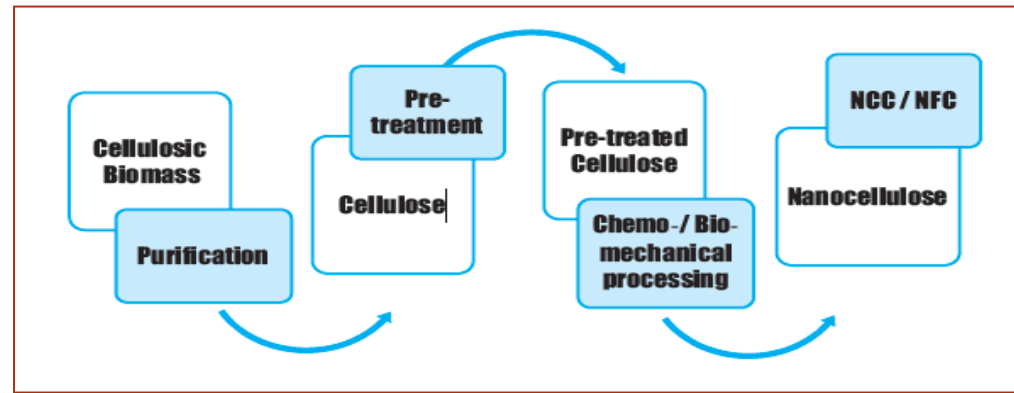 Cellulosic
Biomass
Purification
Pre-
treatment
Cellulose
Pre-treated
Cellulose
Chemo-/ Bio-
mechanical
processing
NCC / NFC
Nanocellulose